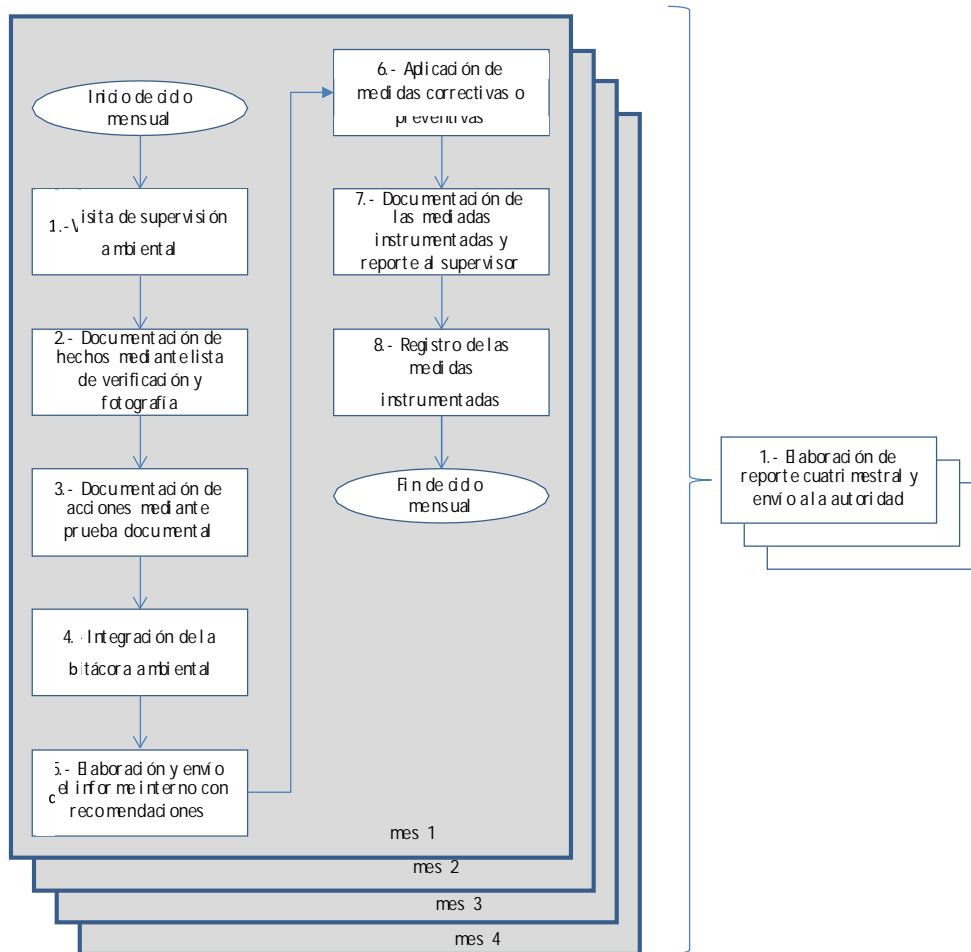 Inicio de ciclo
mensual
1.- Visita de supervisión
ambiental
2.- Documentación de
hechos mediante lista
de verificación y
fotografía
3.- Documentación de
acciones mediante
prueba documental
4.- Integración de la
bitácora ambiental
5.- Elaboración y envío
del informe interno con
recomendaciones
6.- Aplicación de
medidas correctivas o
preventivas
7.- Documentación de
las mediadas
instrumentadas y
reporte al supervisor
8.- Registro de las
medidas
instrumentadas
Fin de ciclo
mensual
mes 1
mes 2
mes 3
mes 4
1.- Elaboración de
reporte cuatrimestral y
envío a la autoridad